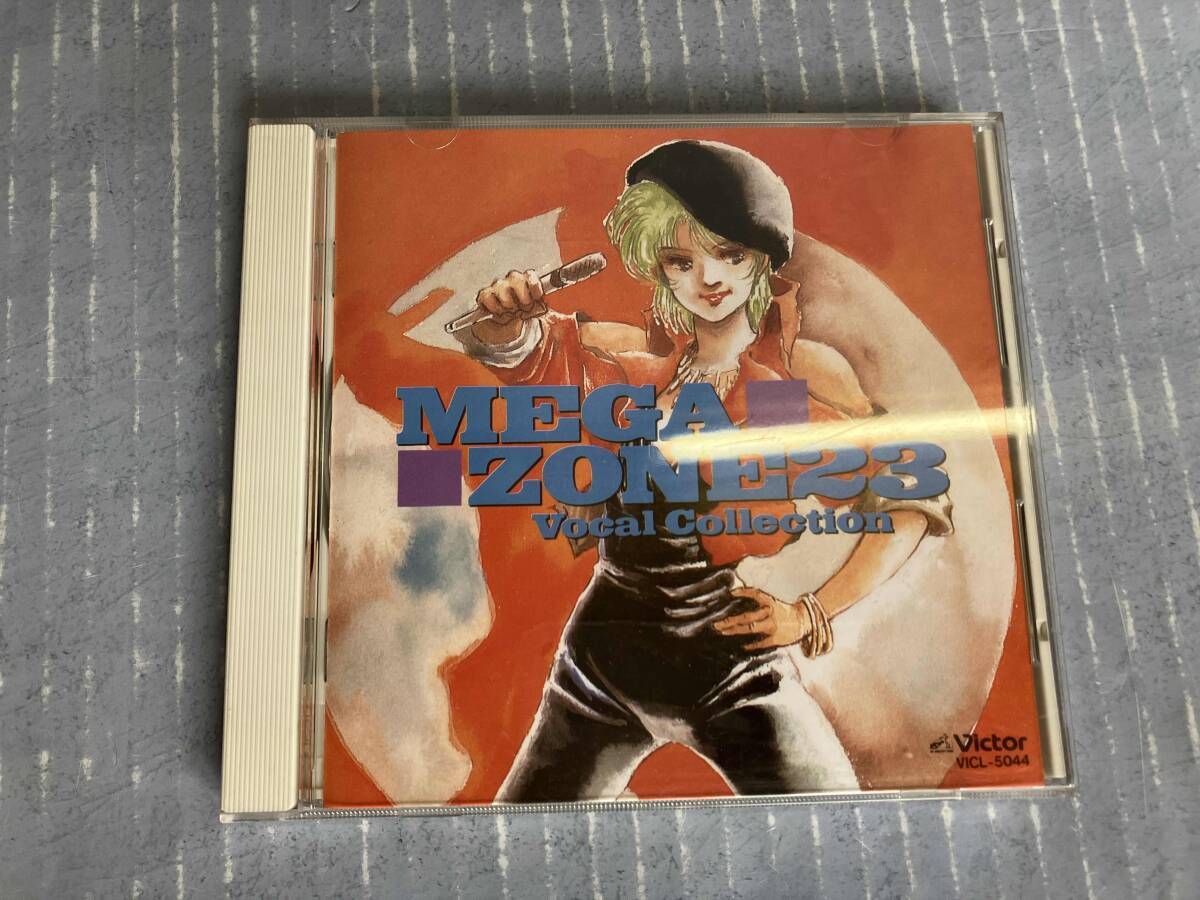 MEGA
ZONE23
Vocal Collection
Victor
VICL-5044